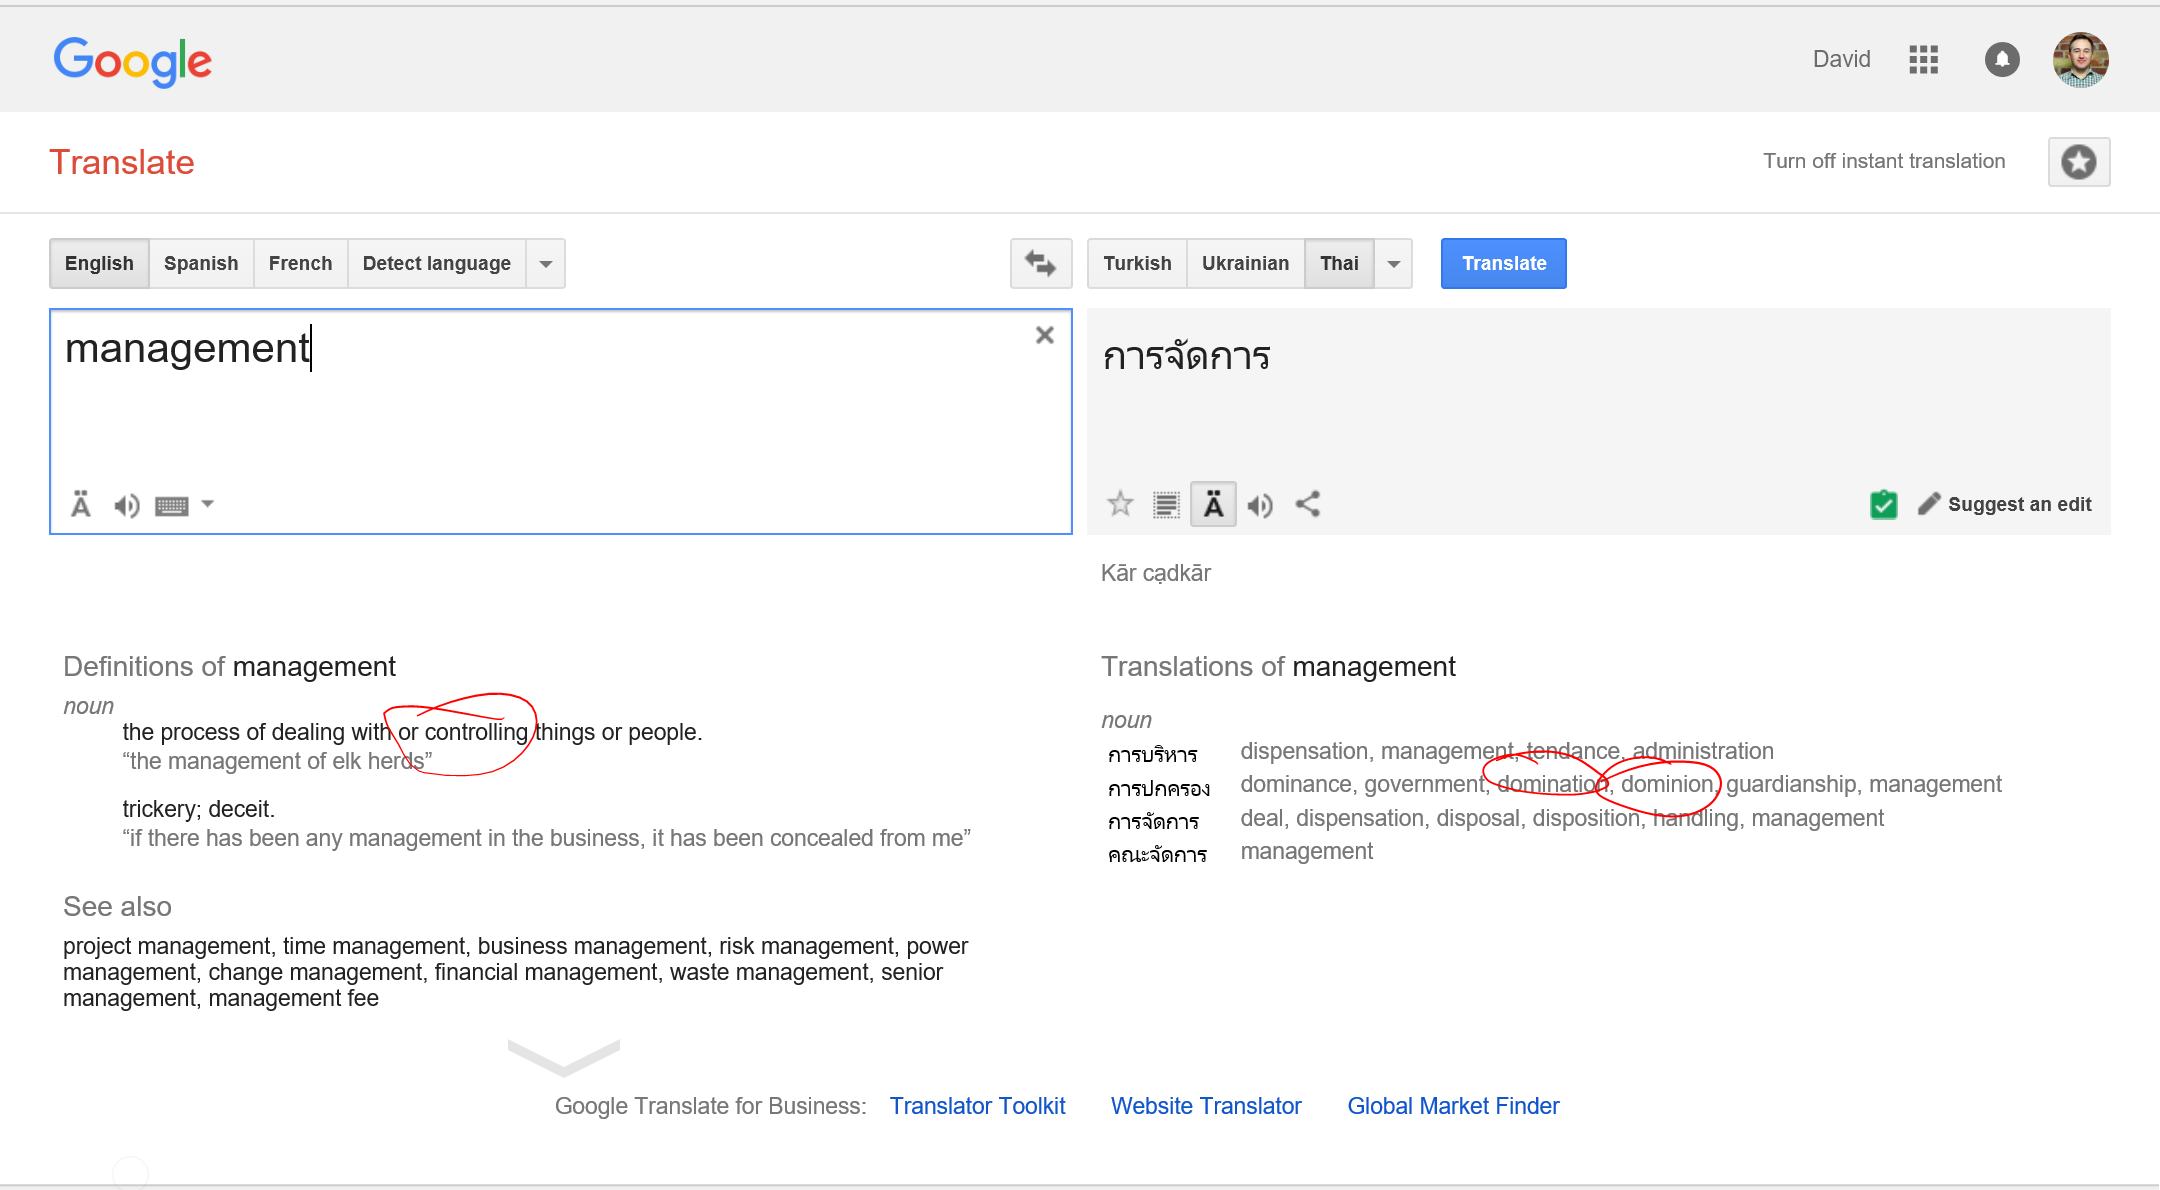 Google
David
Translate
Turn off instant translation
English Spanish French Detect language
Turkish Ukrainian Thai
Translate
management
การจัดการ
Ä
Ä
Suggest an edit
Kār cạdkār
Definitions of management
noun
the process of dealing with or controlling things or people.
“the management of elk herds”
trickery; deceit.
“if there has been any management in the business, it has been concealed from me”
See also
project management, time management, business management, risk management, power
management, change management, financial management, waste management, senior
management, management fee
Translations of management
noun
การบริหาร dispensation, management, tendance, administration
การปกครอง dominance, government, domination, dominion, guardianship, management
การจัดการ deal, dispensation, disposal, disposition, handling, management
คณะจัดการ management
Google Translate for Business: Translator Toolkit Website Translator Global Market Finder